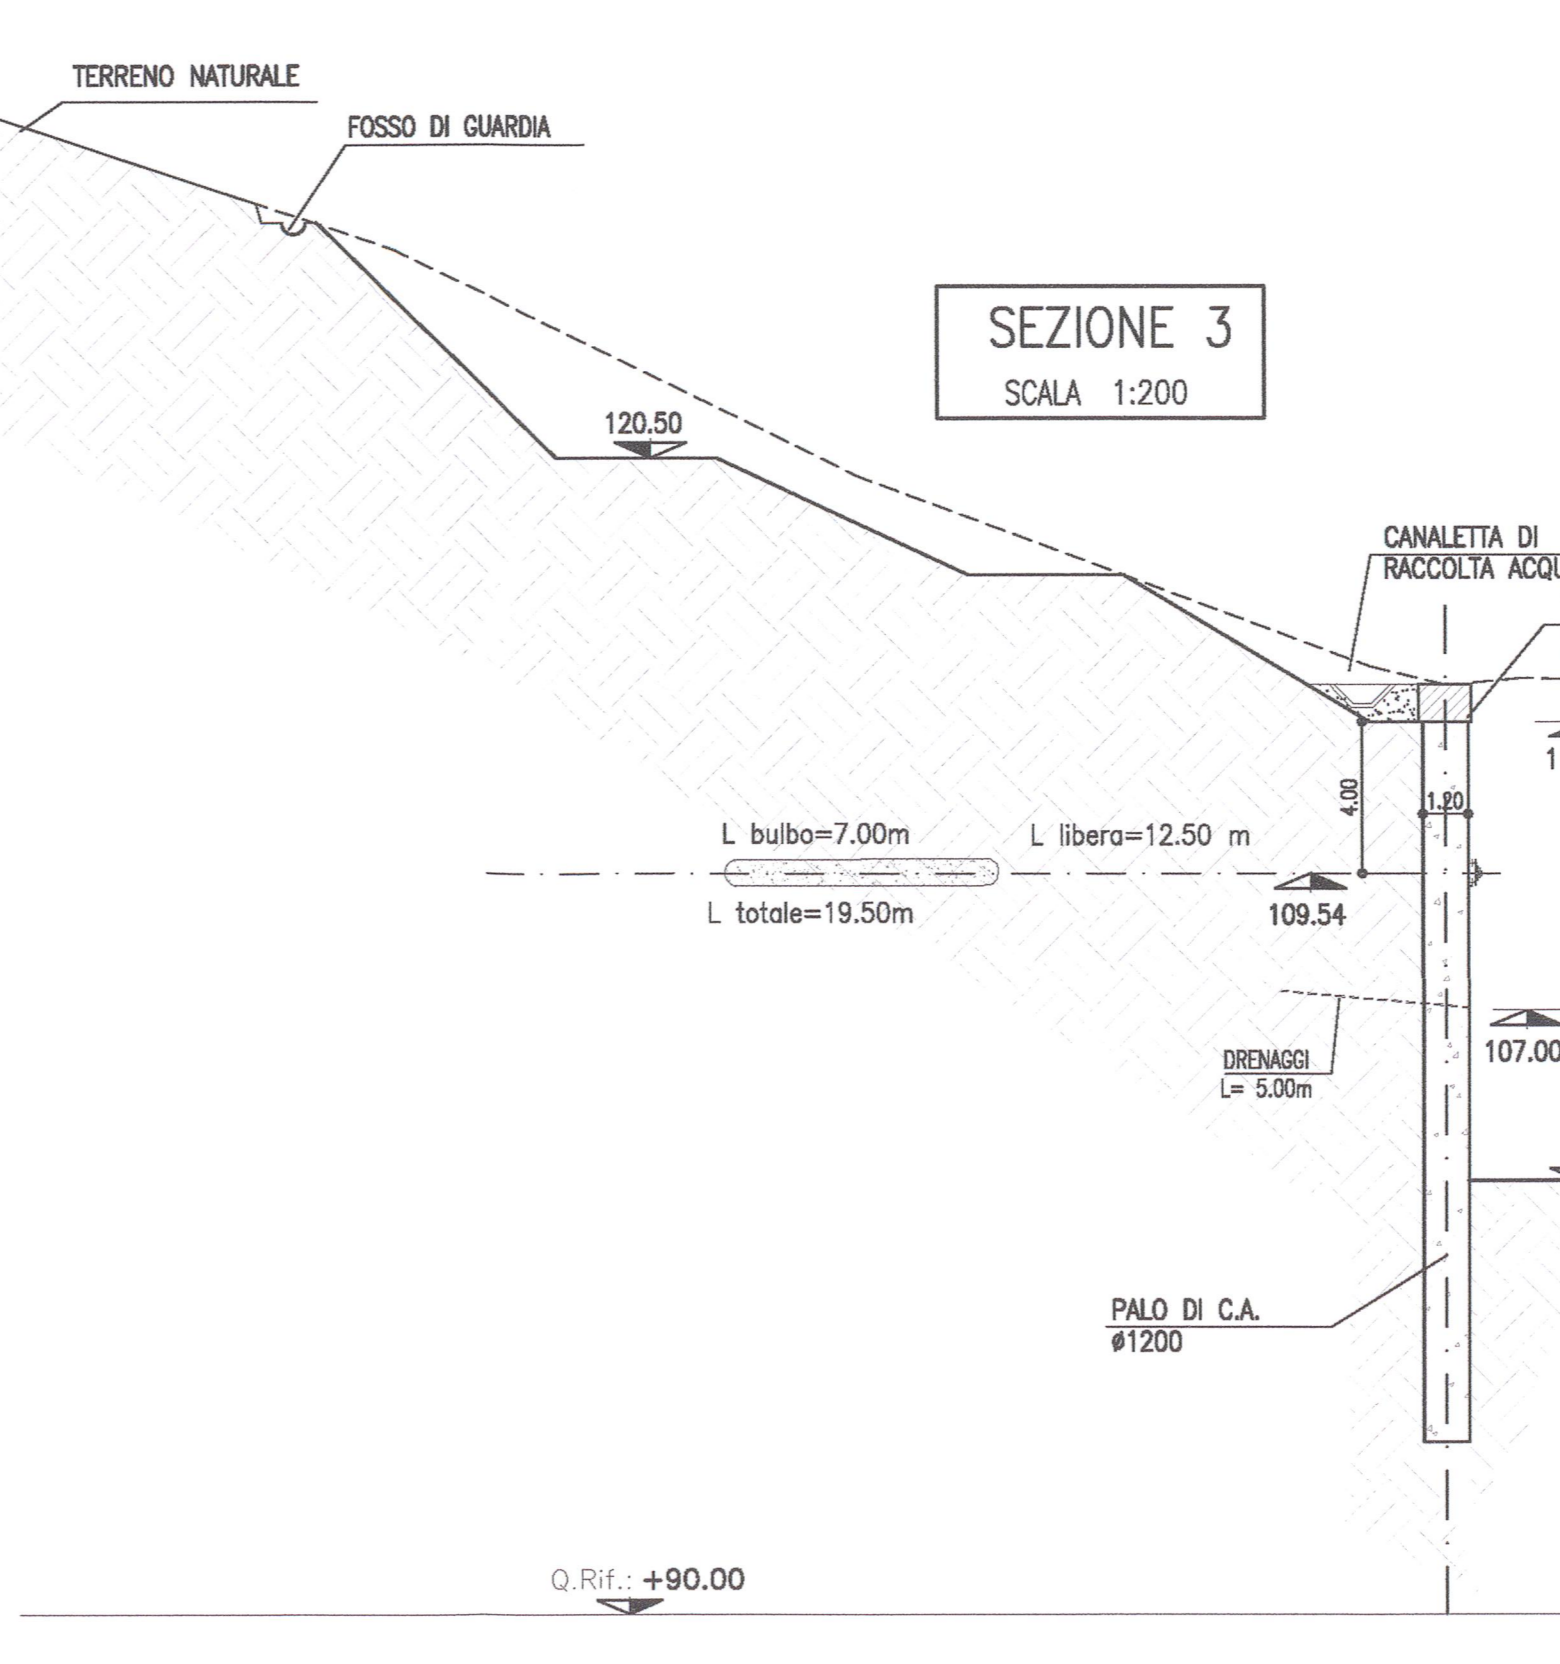 TERRENO NATURALE
FOSSO DI GUARDIA
SEZIONE 3
SCALA 1:200
120.50
CANALETTA DI
RACCOLTA ACQU
1
4.00
1.20
L bulbo=7.00m
L libera=12.50 m
L totale=19.50m
109.54
107.00
DRENAGGI
L= 5.00m
PALO DI C.A.
ø1200
Q.Rif.: +90.00